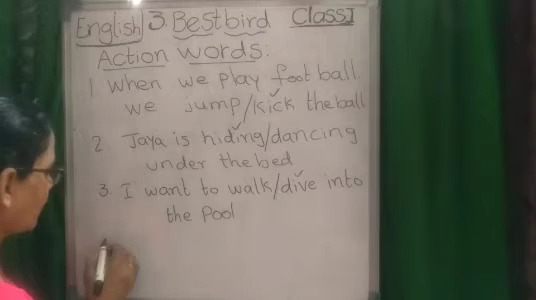 English 3. Best bird Class I
Action words:
1 When we play foot ball,
we jump/kick the ball
2. Jaya is hiding/dancing
under the bed
3. I want to walk/dive into
the Pool